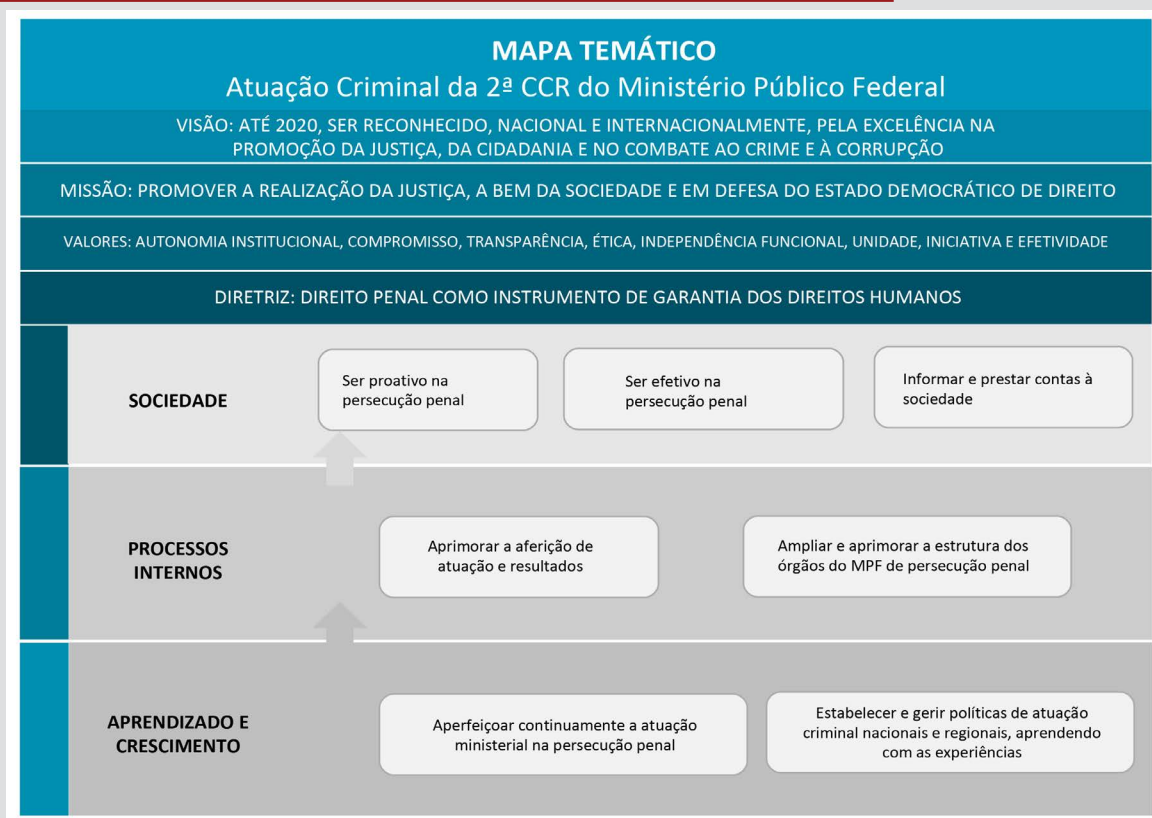 MAPA TEMÁTICO
Atuação Criminal da 2ª CCR do Ministério Público Federal
VISÃO: ATÉ 2020, SER RECONHECIDO, NACIONAL E INTERNACIONALMENTE, PELA EXCELÊNCIA NA
PROMOÇÃO DA JUSTIÇA, DA CIDADANIA E NO COMBATE AO CRIME E À CORRUPÇÃO
MISSÃO: PROMOVER A REALIZAÇÃO DA JUSTIÇA, A BEM DA SOCIEDADE E EM DEFESA DO ESTADO DEMOCRÁTICO DE DIREITO
VALORES: AUTONOMIA INSTITUCIONAL, COMPROMISSO, TRANSPARÊNCIA, ÉTICA, INDEPENDÊNCIA FUNCIONAL, UNIDADE, INICIATIVA E EFETIVIDADE
DIRETRIZ: DIREITO PENAL COMO INSTRUMENTO DE GARANTIA DOS DIREITOS HUMANOS
SOCIEDADE
Ser proativo na
persecução penal
Ser efetivo na
persecução penal
Informar e prestar contas à
sociedade
PROCESSOS
INTERNOS
Aprimorar a aferição de
atuação e resultados
Ampliar e aprimorar a estrutura dos
órgãos do MPF de persecução penal
APRENDIZADO E
CRESCIMENTO
Aperfeiçoar continuamente a atuação
ministerial na persecução penal
Estabelecer e gerir políticas de atuação
criminal nacionais e regionais, aprendendo
com as experiências